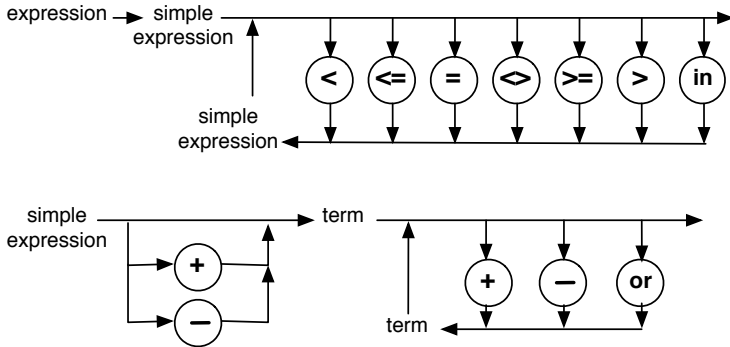 expression simple expression
< <= = <> >= > in
simple expression
simple expression term
+ + − or
−
term